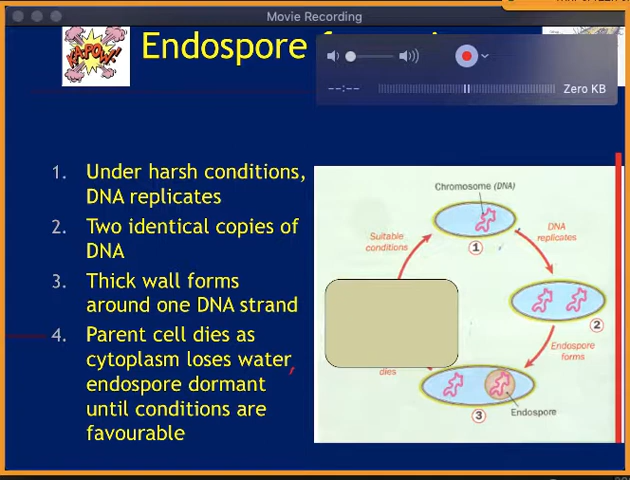 Movie Recording
KAPOW!
Endospore
--:--
Zero KB
1. Under harsh conditions,
DNA replicates
2. Two identical copies of
DNA
3. Thick wall forms
around one DNA strand
4. Parent cell dies as
cytoplasm loses water,
endospore dormant
until conditions are
favourable
Chromosome (DNA)
1
DNA
replicates
Suitable
conditions
2
Endospore
forms
dies
3
Endospore